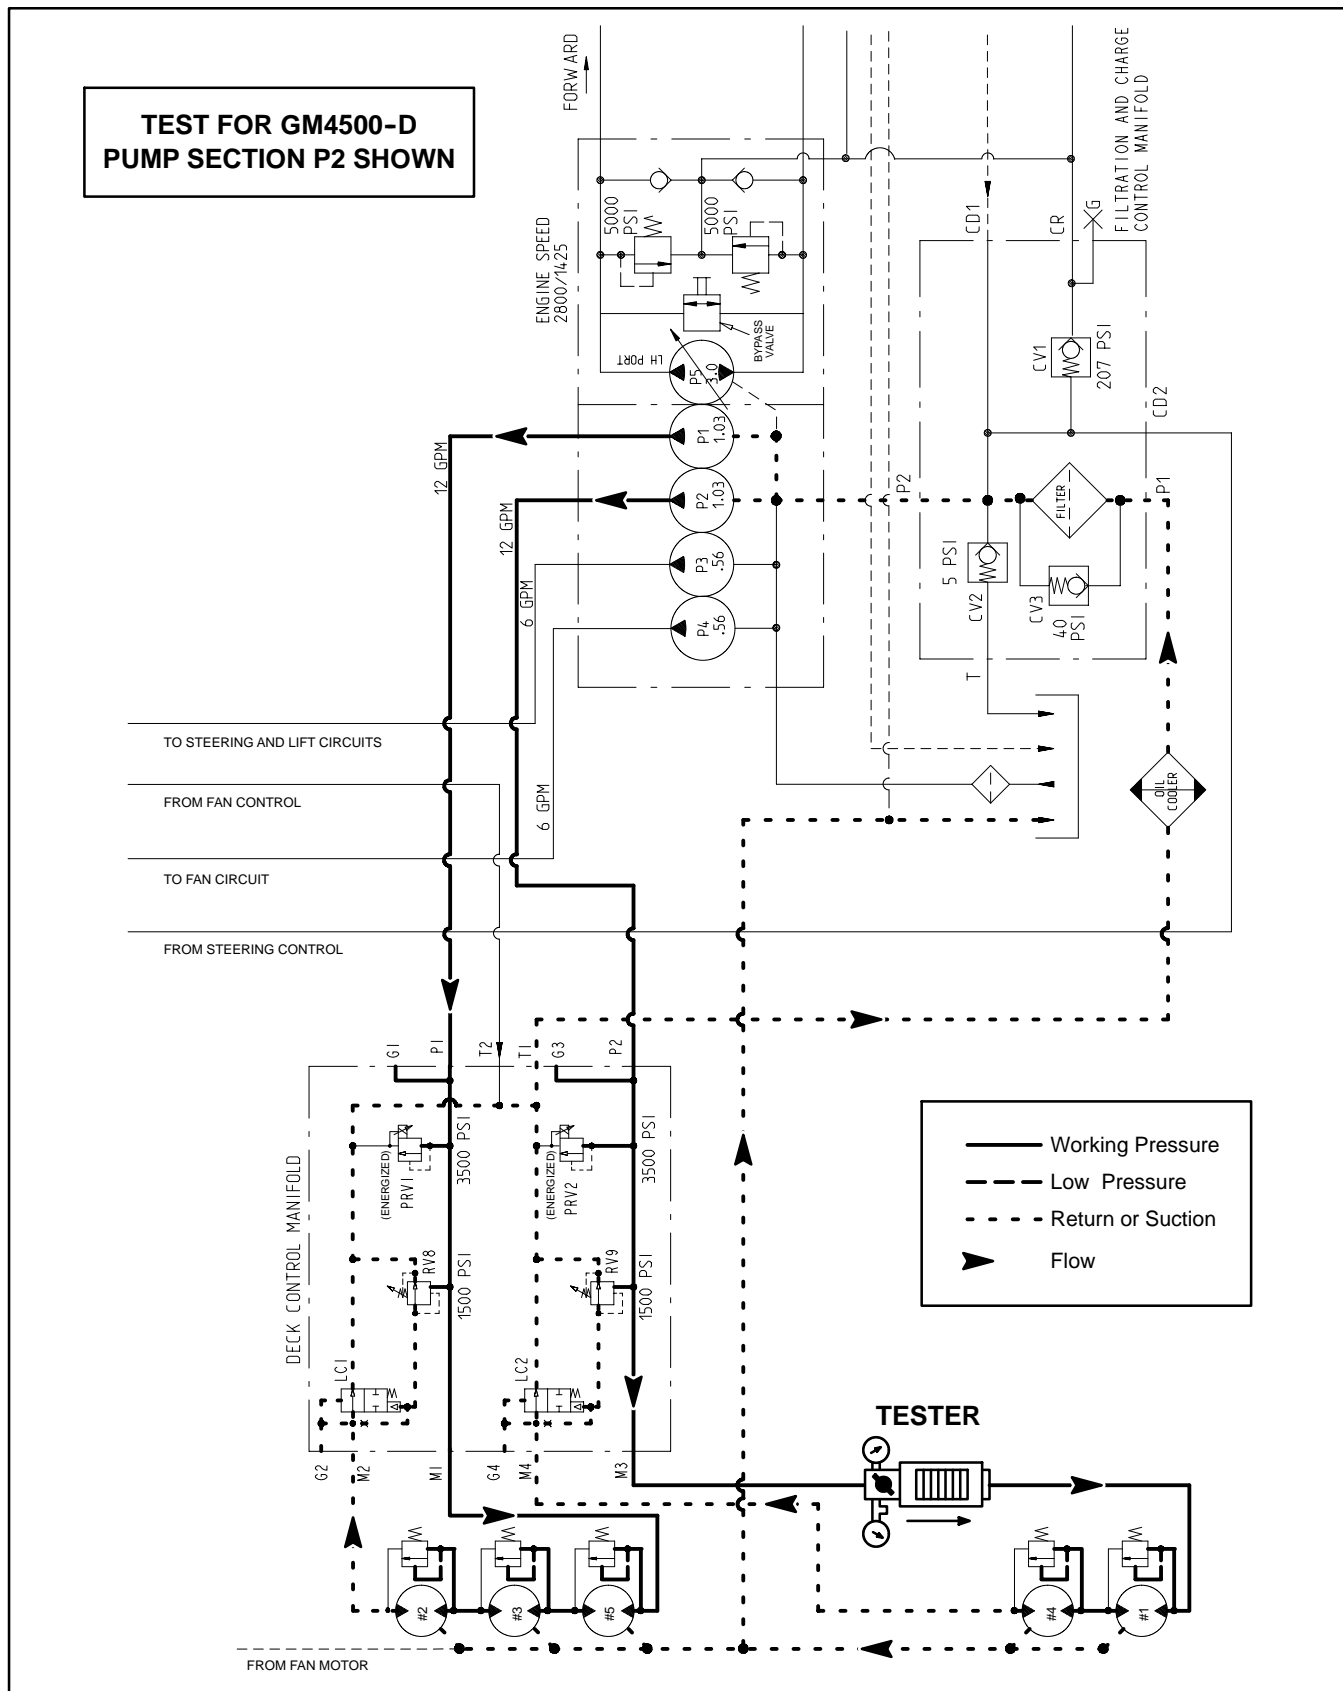 TEST FOR GM4500-D
PUMP SECTION P2 SHOWN
FORWARD
FILTRATION AND CHARGE
CONTROL MANIFOLD
ENGINE SPEED
2800/1425
5000
PSI
5000
PSI
CD1
CR
G
LH PORT
BYPASS
VALVE
P5
3.0
CV1
207 PSI
CD2
P1
1.03
12 GPM
P2
1.03
12 GPM
P2
FILTER
P1
P3
.56
6 GPM
5 PSI
CV2
CV3
40
PSI
P4
.56
T
TO STEERING AND LIFT CIRCUITS
FROM FAN CONTROL
6 GPM
OIL
COOLER
TO FAN CIRCUIT
FROM STEERING CONTROL
G1
P1
T2
T1
G3
P2
DECK CONTROL MANIFOLD
(ENERGIZED)
PRV1
3500 PSI
(ENERGIZED)
PRV2
3500 PSI
Working Pressure
Low Pressure
Return or Suction
Flow
RV8
1500 PSI
RV9
1500 PSI
LC1
LC2
TESTER
G2
M2
M1
G4
M4
M3
#2
#3
#5
#4
#1
FROM FAN MOTOR